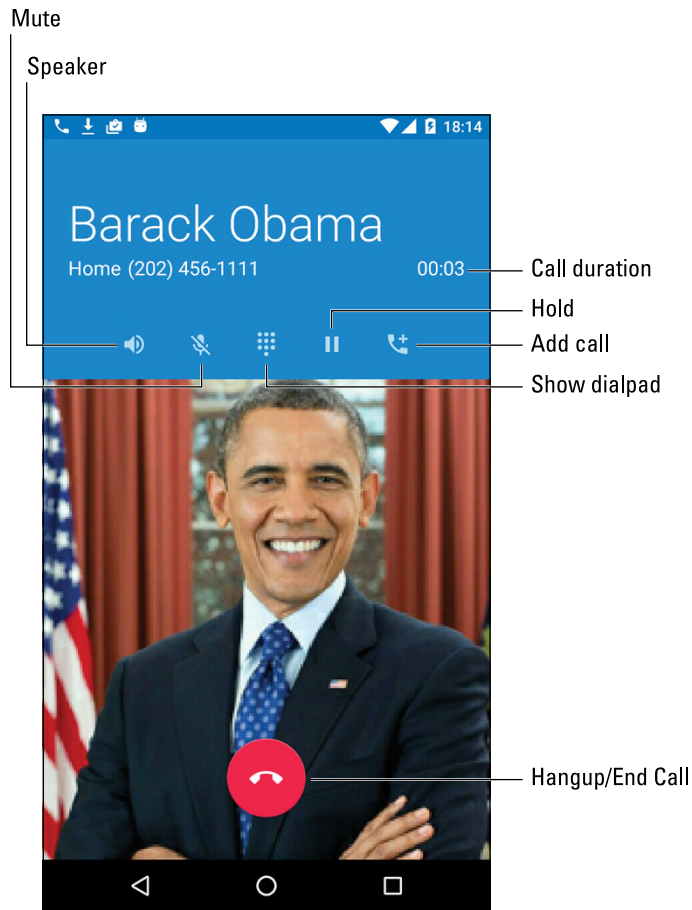 Mute
Speaker
18:14
Barack Obama
Home (202) 456-1111
00:03
Call duration
Hold
Add call
Show dialpad
Hangup/End Call